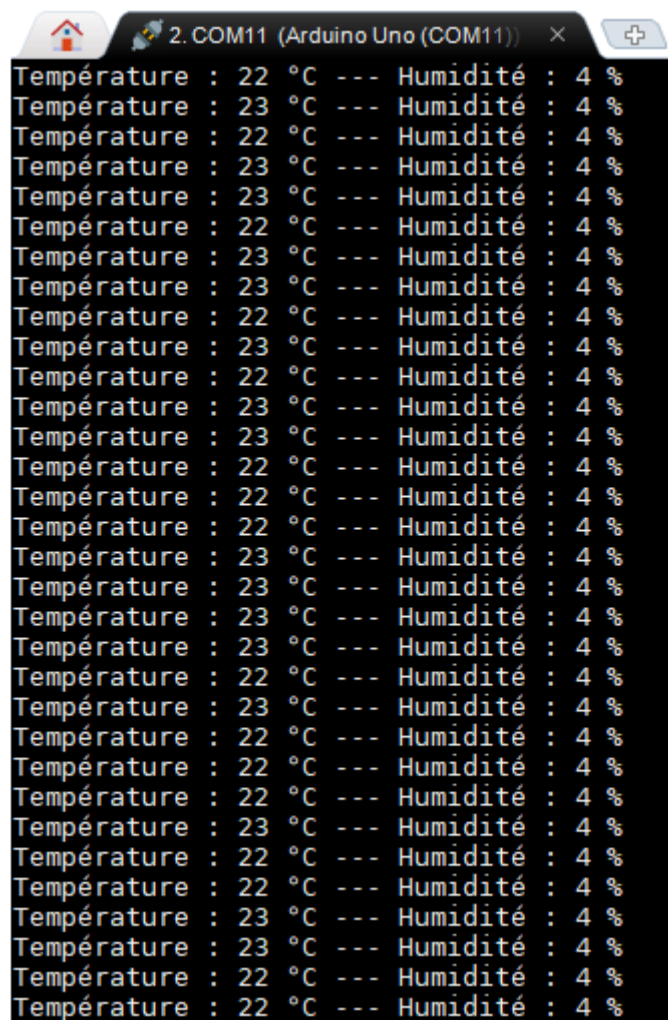 2. COM11 (Arduino Uno (COM11))
Température : 22 °C --- Humidité : 4 %
Température : 23 °C --- Humidité : 4 %
Température : 22 °C --- Humidité : 4 %
Température : 23 °C --- Humidité : 4 %
Température : 23 °C --- Humidité : 4 %
Température : 22 °C --- Humidité : 4 %
Température : 23 °C --- Humidité : 4 %
Température : 23 °C --- Humidité : 4 %
Température : 22 °C --- Humidité : 4 %
Température : 23 °C --- Humidité : 4 %
Température : 22 °C --- Humidité : 4 %
Température : 23 °C --- Humidité : 4 %
Température : 23 °C --- Humidité : 4 %
Température : 22 °C --- Humidité : 4 %
Température : 22 °C --- Humidité : 4 %
Température : 22 °C --- Humidité : 4 %
Température : 23 °C --- Humidité : 4 %
Température : 23 °C --- Humidité : 4 %
Température : 23 °C --- Humidité : 4 %
Température : 23 °C --- Humidité : 4 %
Température : 22 °C --- Humidité : 4 %
Température : 23 °C --- Humidité : 4 %
Température : 22 °C --- Humidité : 4 %
Température : 22 °C --- Humidité : 4 %
Température : 22 °C --- Humidité : 4 %
Température : 23 °C --- Humidité : 4 %
Température : 22 °C --- Humidité : 4 %
Température : 22 °C --- Humidité : 4 %
Température : 23 °C --- Humidité : 4 %
Température : 23 °C --- Humidité : 4 %
Température : 22 °C --- Humidité : 4 %
Température : 22 °C --- Humidité : 4 %